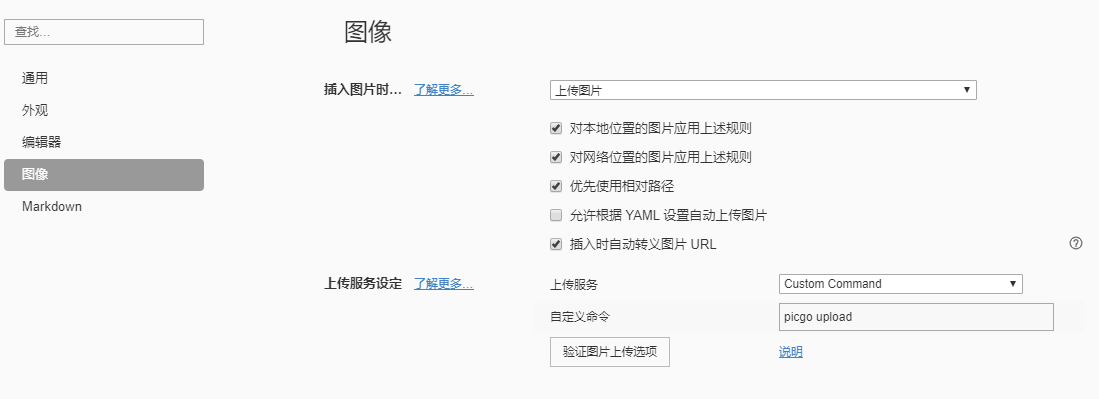 查找...
图像
通用
外观
编辑器
图像
Markdown
插入图片时... 了解更多... 上传图片
对本地位置的图片应用上述规则
对网络位置的图片应用上述规则
优先使用相对路径
允许根据 YAML 设置自动上传图片
插入时自动转义图片 URL
上传服务设定 了解更多... 上传服务 Custom Command
自定义命令 picgo upload
验证图片上传选项 说明